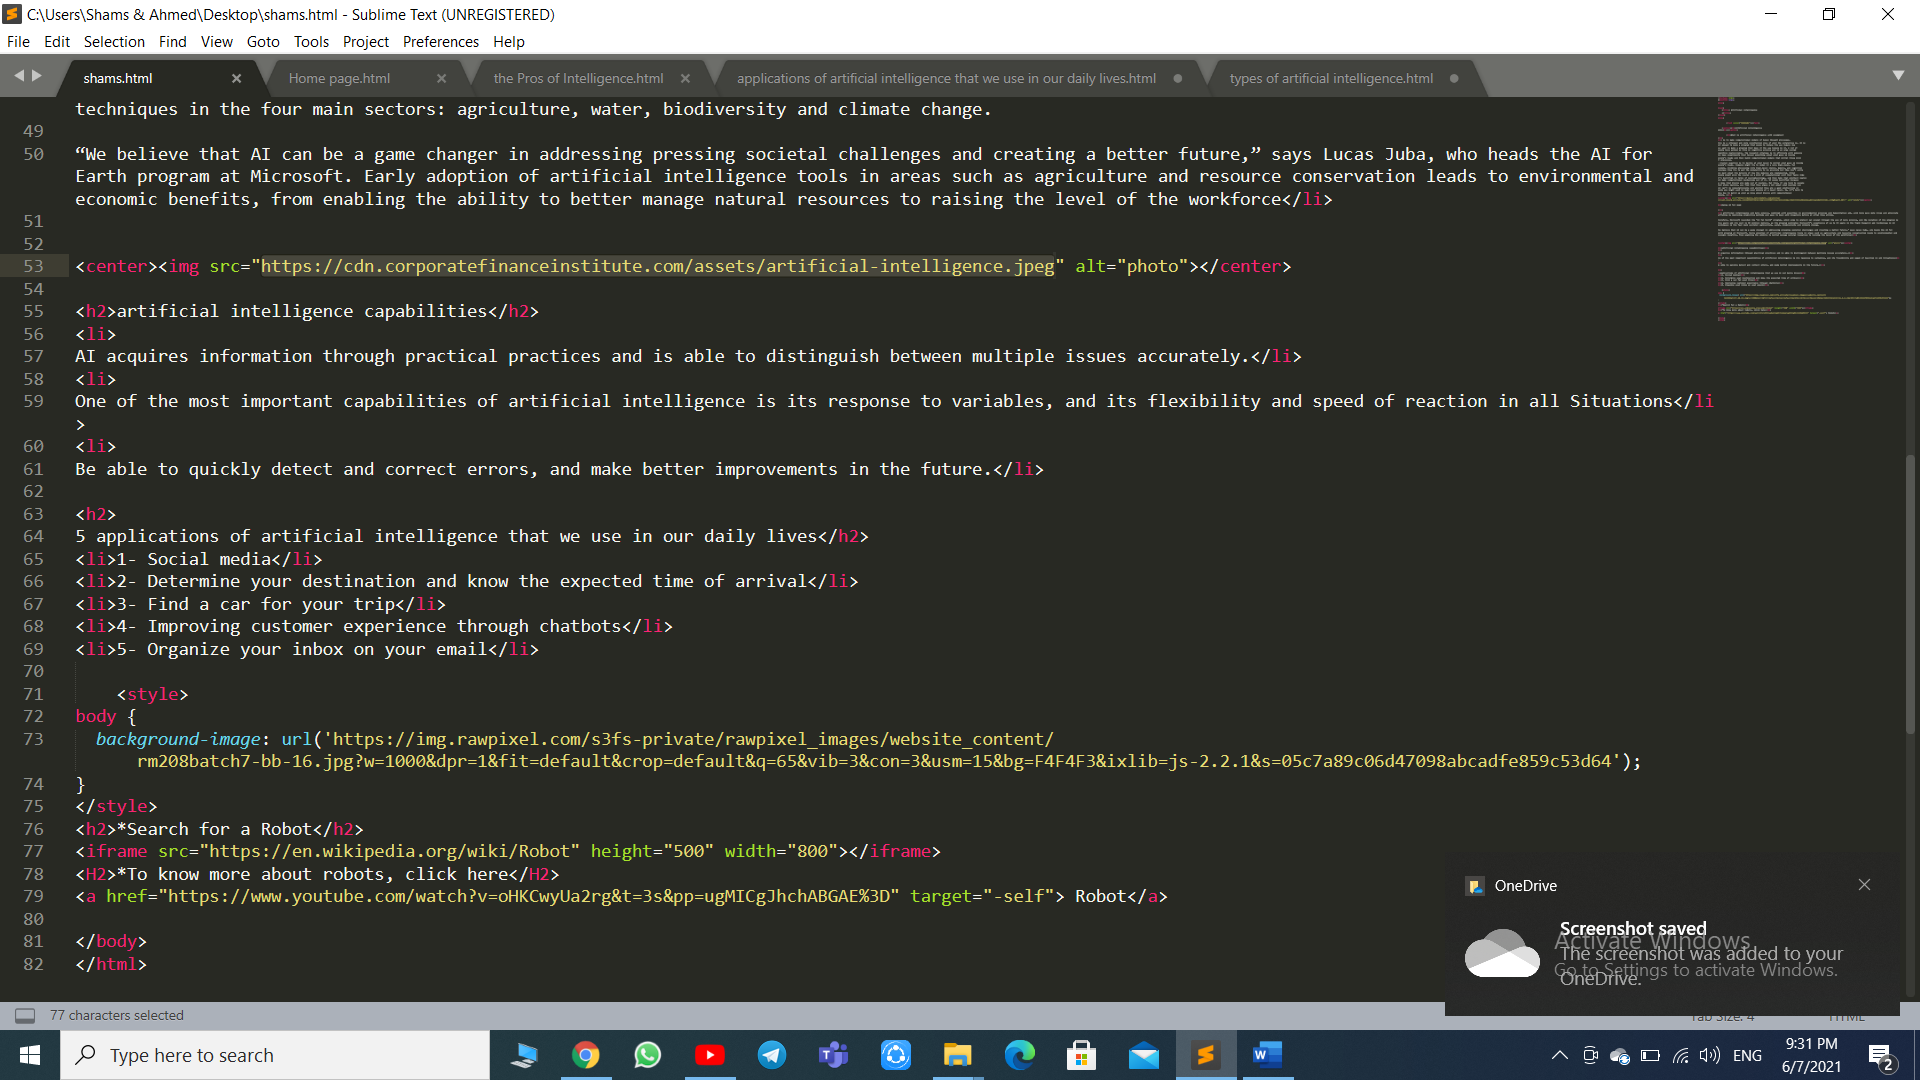 C:\Users\Shams & Ahmed\Desktop\shams.html - Sublime Text (UNREGISTERED)
File Edit Selection Find View Goto Tools Project Preferences Help
shams.html Home page.html the Pros of Intelligence.html applications of artificial intelligence that we use in our daily lives.html types of artificial intelligence.html
techniques in the four main sectors: agriculture, water, biodiversity and climate change.
49
50 “We believe that AI can be a game changer in addressing pressing societal challenges and creating a better future,” says Lucas Juba, who heads the AI for
Earth program at Microsoft. Early adoption of artificial intelligence tools in areas such as agriculture and resource conservation leads to environmental and
economic benefits, from enabling the ability to better manage natural resources to raising the level of the workforce</li>
51
52
53 <center><img src="https://cdn.corporatefinanceinstitute.com/assets/artificial-intelligence.jpeg" alt="photo"></center>
54
55 <h2>artificial intelligence capabilities</h2>
56 <li>
57 AI acquires information through practical practices and is able to distinguish between multiple issues accurately.</li>
58 <li>
59 One of the most important capabilities of artificial intelligence is its response to variables, and its flexibility and speed of reaction in all Situations</li
>
60 <li>
61 Be able to quickly detect and correct errors, and make better improvements in the future.</li>
62
63 <h2>
64 5 applications of artificial intelligence that we use in our daily lives</h2>
65 <li>1- Social media</li>
66 <li>2- Determine your destination and know the expected time of arrival</li>
67 <li>3- Find a car for your trip</li>
68 <li>4- Improving customer experience through chatbots</li>
69 <li>5- Organize your inbox on your email</li>
70
71 <style>
72 body {
73 background-image: url('https://img.rawpixel.com/s3fs-private/rawpixel_images/website_content/
rm208batch7-bb-16.jpg?w=1000&dpr=1&fit=default&crop=default&q=65&vib=3&con=3&usm=15&bg=F4F4F3&ixlib=js-2.2.1&s=05c7a89c06d47098abcadfe859c53d64');
74 }
75 </style>
76 <h2>*Search for a Robot</h2>
77 <iframe src="https://en.wikipedia.org/wiki/Robot" height="500" width="800"></iframe>
78 <H2>*To know more about robots, click here</H2>
79 <a href="https://www.youtube.com/watch?v=oHKCwyUa2rg&t=3s&pp=ugMICgJhchABGAE%3D" target="-self"> Robot</a>
80
81 </body>
82 </html>
OneDrive
Screenshot saved
The screenshot was added to your
OneDrive.
Activate Windows
Go to Settings to activate Windows.
77 characters selected
Tab Size: 4 HTML
Type here to search
ENG
9:31 PM
6/7/2021
2